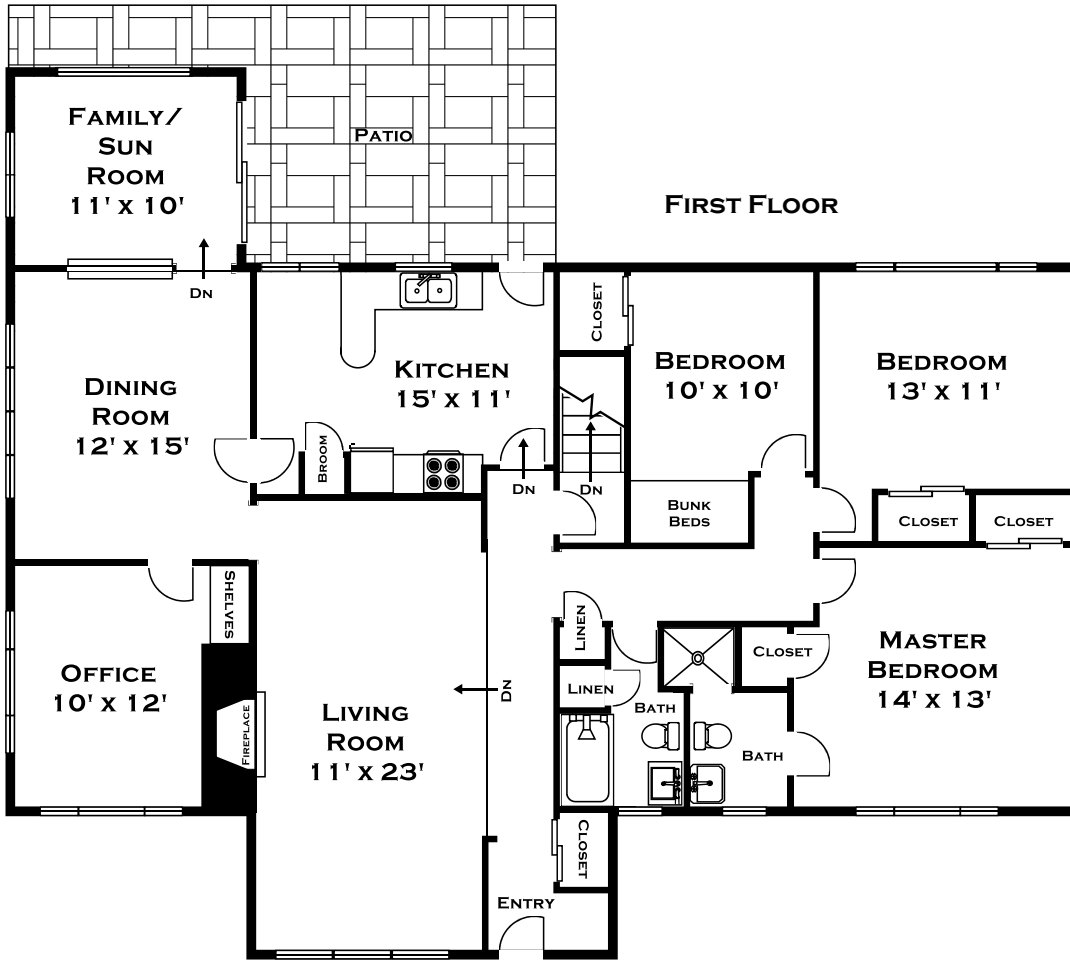 PATIO
FAMILY/
SUN
ROOM
11' X 10'
FIRST FLOOR
DN
CLOSET
KITCHEN
15' X 11'
BEDROOM
10' X 10'
BEDROOM
13' X 11'
DINING
ROOM
12' X 15'
BROOM
DN
DN
BUNK
BEDS
CLOSET
CLOSET
SHELVES
LINEN
CLOSET
MASTER
BEDROOM
14' X 13'
OFFICE
10' X 12'
DN
LINEN
BATH
BATH
FIREPLACE
LIVING
ROOM
11' X 23'
CLOSET
ENTRY